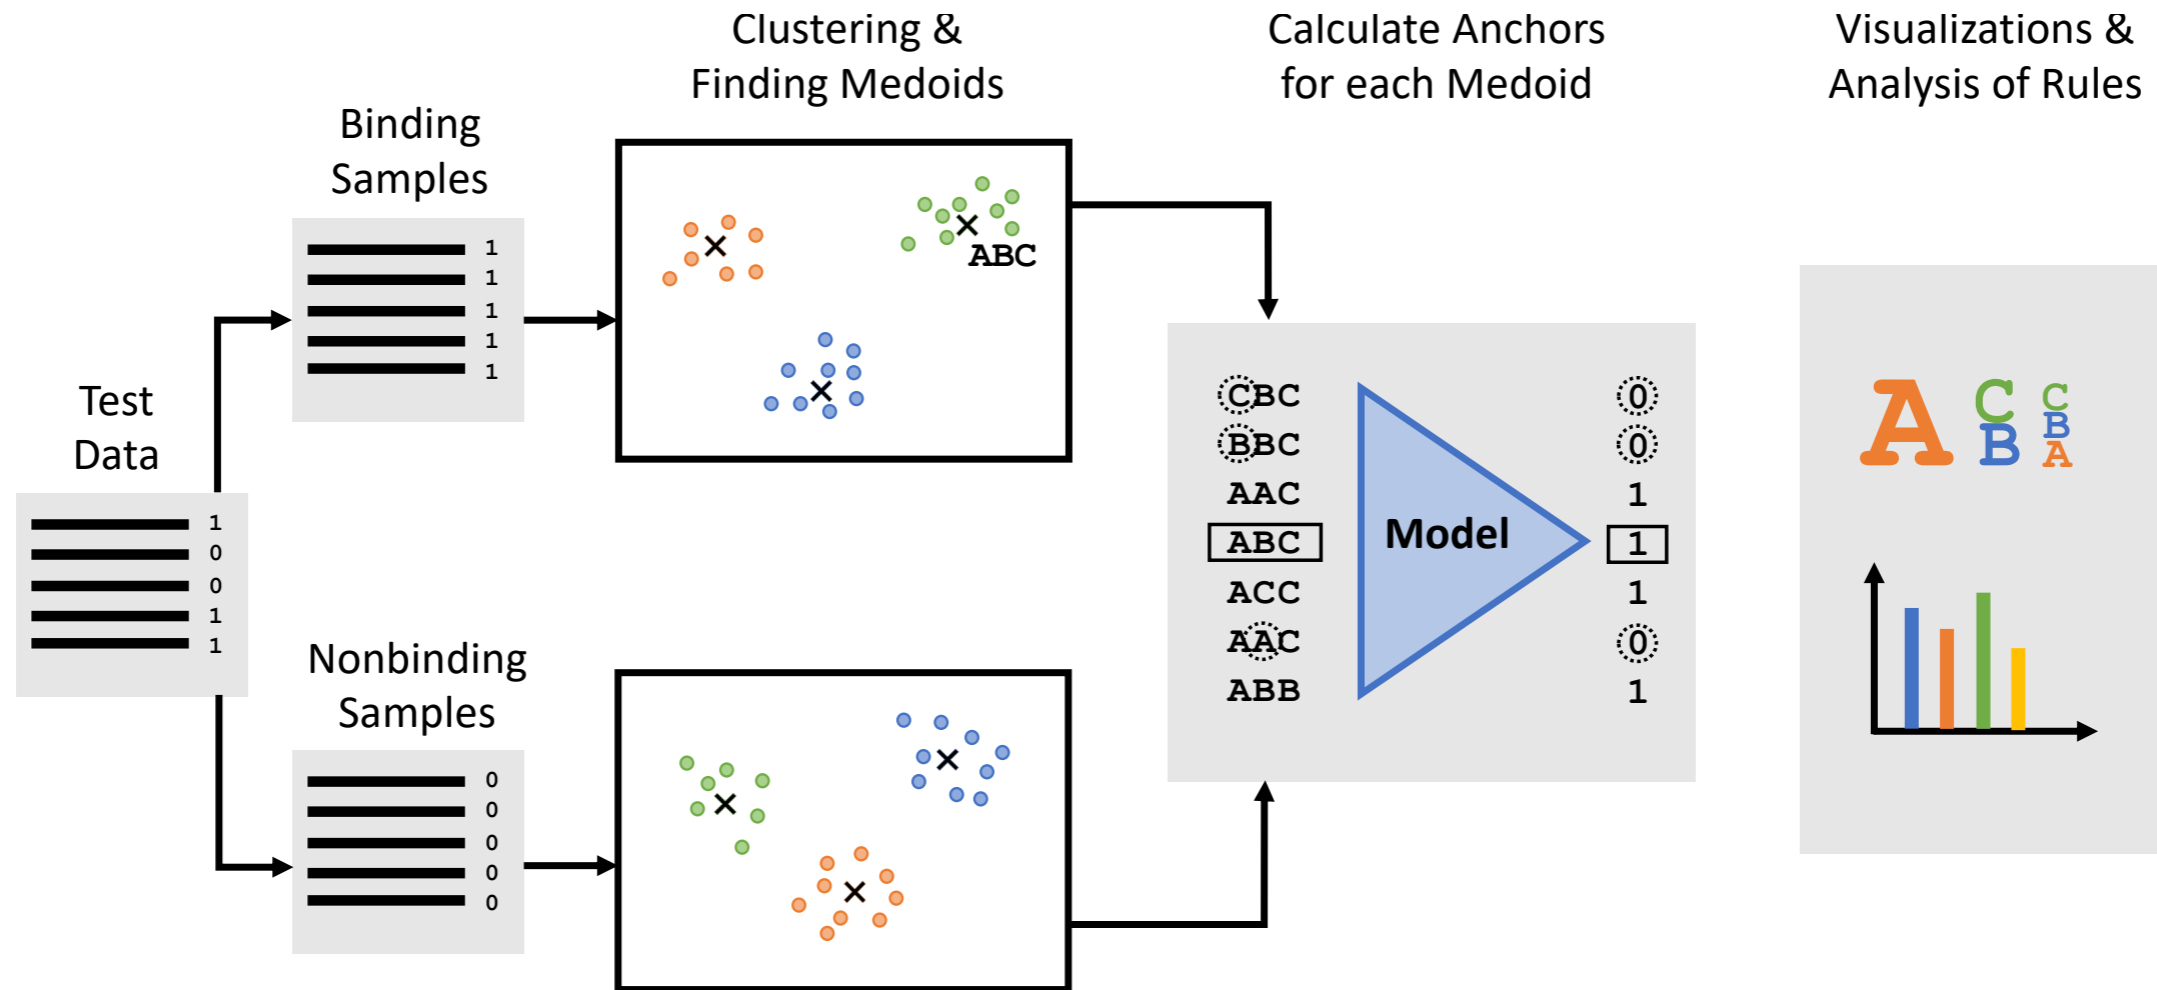 Clustering &
Finding Medoids
Calculate Anchors
for each Medoid
Visualizations &
Analysis of Rules
Binding
Samples
1
1
1
1
1
ABC
Test
Data
1
0
0
1
1
Nonbinding
Samples
0
0
0
0
0
CBC 0
BBC 0
AAC 1
ABC 1
ACC 1
AAC 0
ABB 1
Model
A C C
B B
A